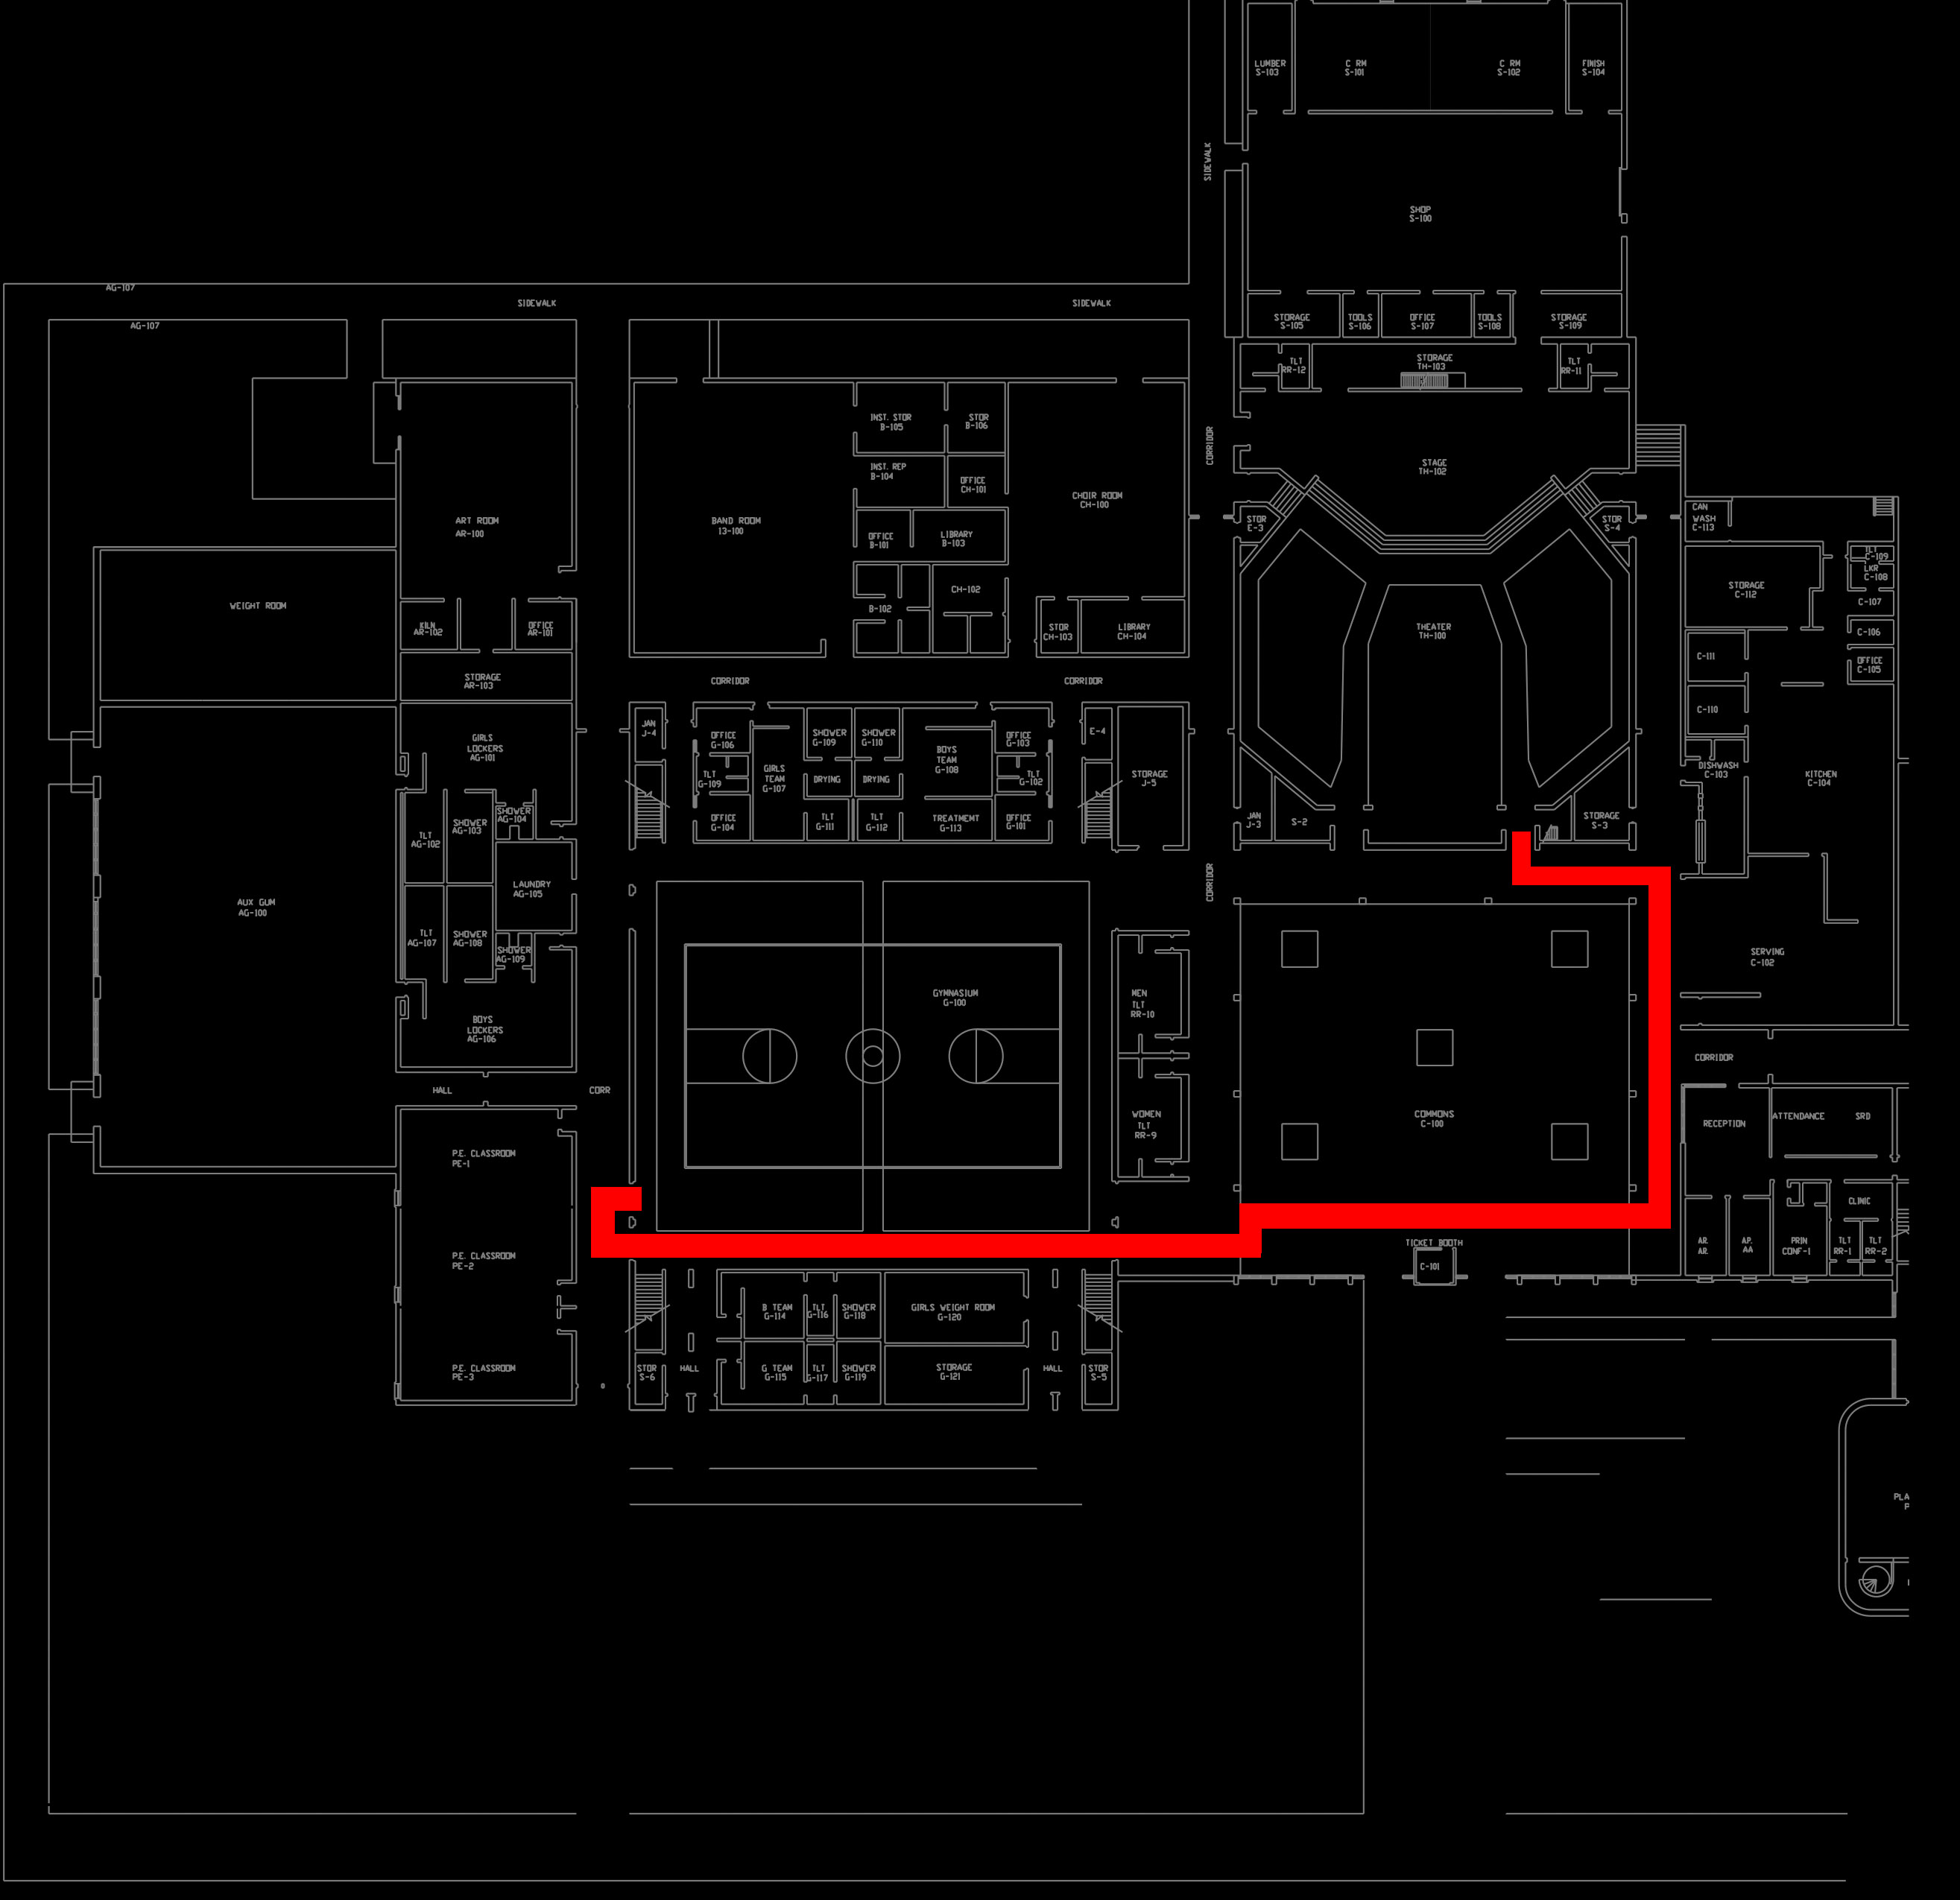 LUMBER
S-103
C RM
S-101
C RM
S-102
FINISH
S-104
SIDEWALK
SHOP
S-100
AG-107
SIDEWALK
SIDEWALK
AG-107
STORAGE
S-105
TOOLS
S-106
OFFICE
S-107
TOOLS
S-108
STORAGE
S-109
TLT
RR-12
STORAGE
TH-103
TLT
RR-11
INST. STOR
B-105
STOR
B-106
CORRIDOR
INST. REP
B-104
OFFICE
CH-101
STAGE
TH-102
CHOIR ROOM
CH-100
ART ROOM
AR-100
BAND ROOM
13-100
OFFICE
B-101
LIBRARY
B-103
STOR
E-3
STOR
S-4
CAN
WASH
C-113
TLT
C-109
LKR
C-108
STORAGE
C-112
C-107
CH-102
WEIGHT ROOM
B-102
KILN
AR-102
OFFICE
AR-101
STOR
CH-103
LIBRARY
CH-104
THEATER
TH-100
C-106
C-111
OFFICE
C-105
STORAGE
AR-103
CORRIDOR
CORRIDOR
C-110
JAN
J-4
OFFICE
G-106
SHOWER
G-109
SHOWER
G-110
OFFICE
G-103
E-4
GIRLS
LOCKERS
AG-101
BOYS
TEAM
G-108
TLT
G-109
GIRLS
TEAM
G-107
DRYING
DRYING
TLT
G-102
STORAGE
J-5
DISHWASH
C-103
KITCHEN
C-104
SHOWER
AG-104
SHOWER
AG-103
TLT
AG-102
OFFICE
G-104
TLT
G-111
TLT
G-112
TREATMEMT
G-113
OFFICE
G-101
JAN
J-3
S-2
STORAGE
S-3
LAUNDRY
AG-105
CORRIDOR
AUX GUM
AG-100
TLT
AG-107
SHOWER
AG-108
SHOWER
AG-109
SERVING
C-102
GYMNASIUM
G-100
MEN
TLT
RR-10
BOYS
LOCKERS
AG-106
CORRIDOR
HALL
CORR
WOMEN
TLT
RR-9
COMMONS
C-100
RECEPTION
ATTENDANCE
SRD
P.E. CLASSROOM
PE-1
CLINIC
P.E. CLASSROOM
PE-2
TICKET BOOTH
C-101
AR.
AR.
AP.
AA
PRIN
CONF-1
TLT
RR-1
TLT
RR-2
B TEAM
G-114
TLT
G-116
SHOWER
G-118
GIRLS WEIGHT ROOM
G-120
P.E. CLASSROOM
PE-3
STOR
S-6
HALL
G TEAM
G-115
TLT
G-117
SHOWER
G-119
STORAGE
G-121
HALL
STOR
S-5
PLA
P